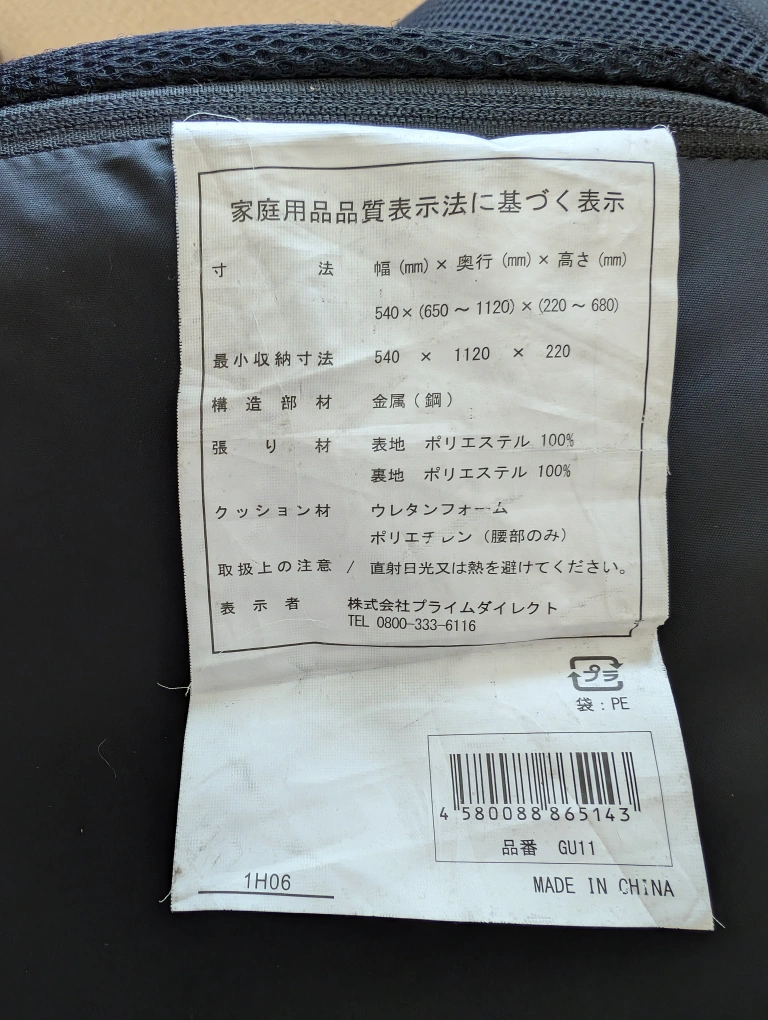 家庭用品品質表示法に基づく表示
寸法 幅(mm)×奥行(mm)×高さ(mm)
540×(650～1120)×(220～680)
最小収納寸法 540 × 1120 × 220
構造部材 金属(鋼)
張り材 表地 ポリエステル 100%
裏地 ポリエステル 100%
クッション材 ウレタンフォーム
ポリエチレン(腰部のみ)
取扱上の注意 / 直射日光又は熱を避けてください。
表示者 株式会社プライムダイレクト
TEL 0800-333-6116
プラ
袋:PE
4 580088 865143
品番 GU11
1H06
MADE IN CHINA